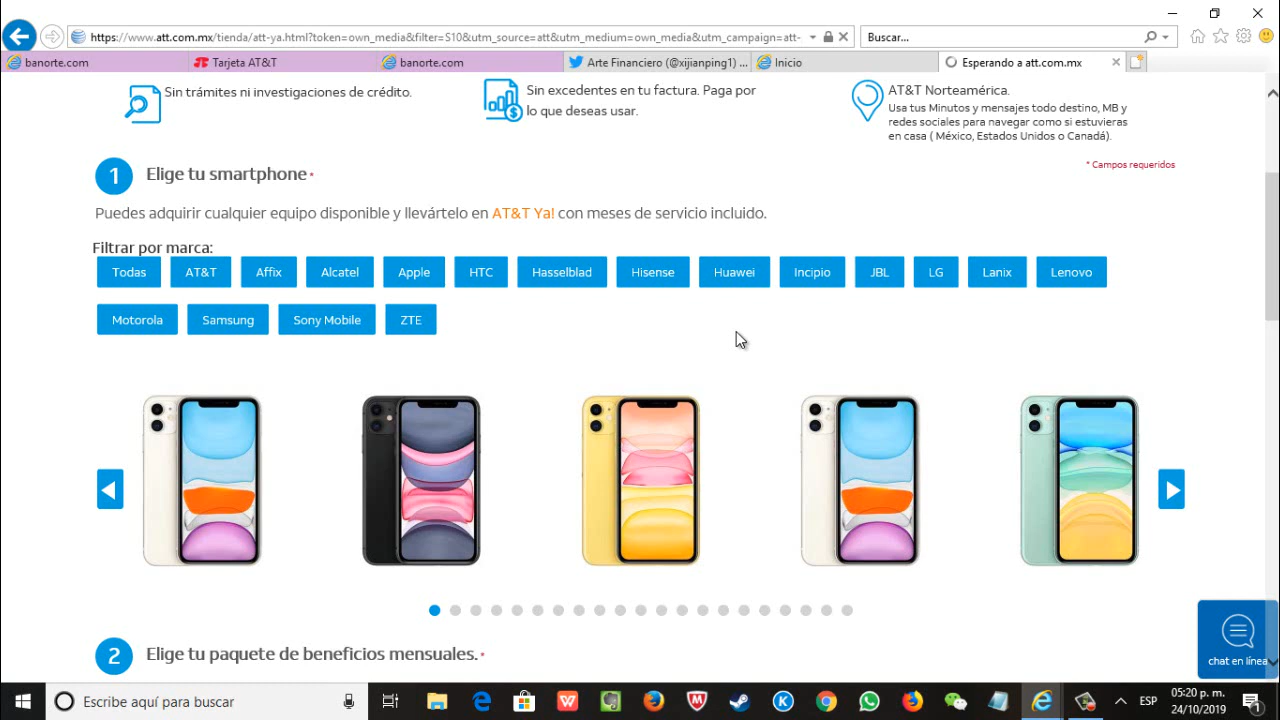 https://www.att.com.mx/tienda/att-ya.html?token=own_media&filter=S10&utm_source=att&utm_medium=own_media&utm_campaign=att-
Buscar...
banorte.com
Tarjeta AT&T
banorte.com
Arte Financiero (@xijianping1) ...
Inicio
Esperando a att.com.mx
Sin trámites ni investigaciones de crédito.
Sin excedentes en tu factura. Paga por
lo que deseas usar.
AT&T Norteamérica.
Usa tus Minutos y mensajes todo destino, MB y
redes sociales para navegar como si estuvieras
en casa ( México, Estados Unidos o Canadá).
* Campos requeridos
1 Elige tu smartphone *
Puedes adquirir cualquier equipo disponible y llevártelo en AT&T Ya! con meses de servicio incluido.
Filtrar por marca:
Todas AT&T Affix Alcatel Apple HTC Hasselblad Hisense Huawei Incipio JBL LG Lanix Lenovo
Motorola Samsung Sony Mobile ZTE
2 Elige tu paquete de beneficios mensuales. *
chat en línea
Escribe aquí para buscar
ESP
05:20 p. m.
24/10/2019
1